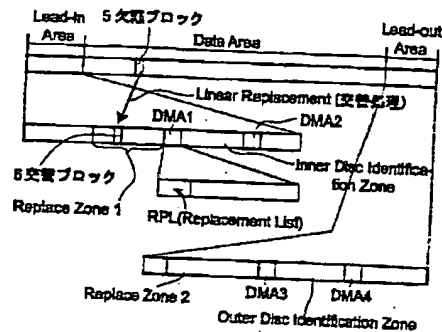 Lead-in Area
5 欠陥ブロック
Data Area
Lead-out Area
Linear Replacement (交替処理)
DMA1
DMA2
Inner Disc Identification Zone
5 交替ブロック
Replace Zone 1
RPL(Replacement List)
Replace Zone 2
DMA3
DMA4
Outer Disc Identification Zone